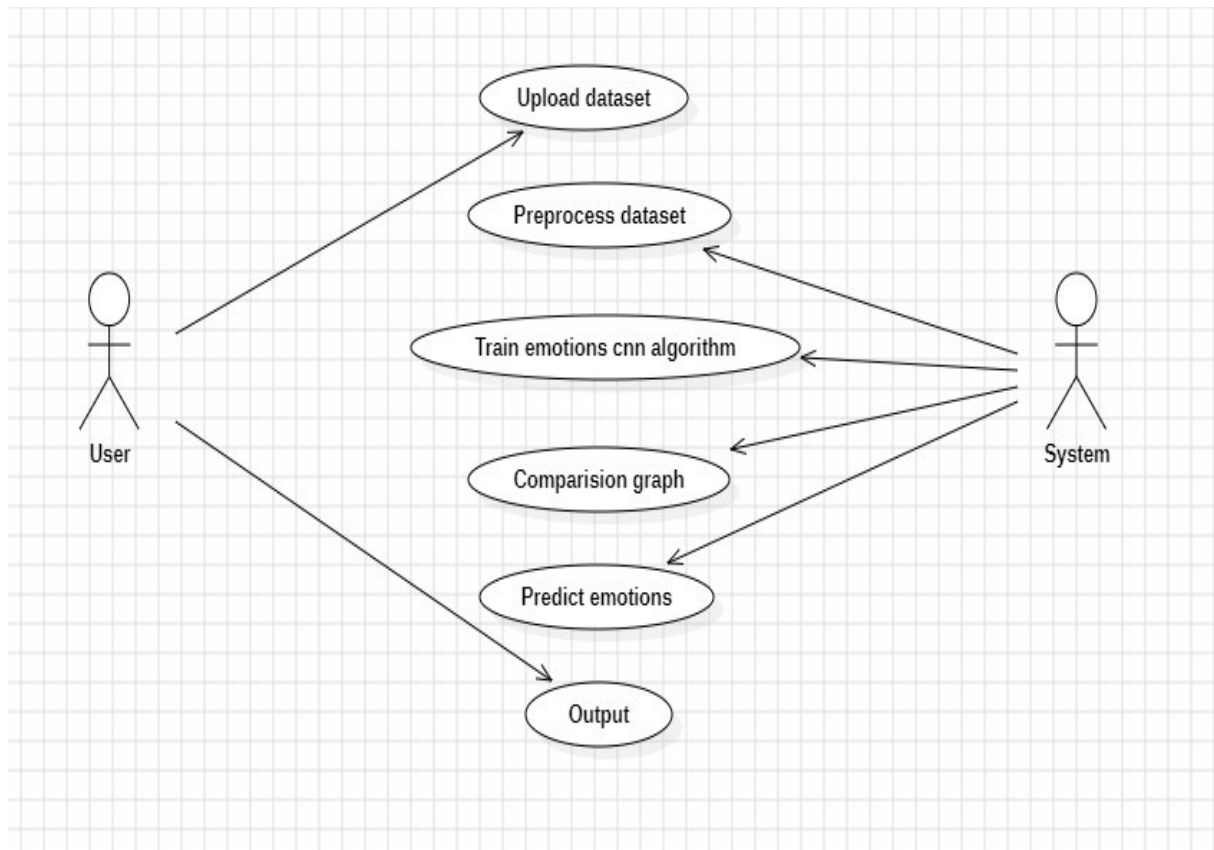 Upload dataset
Preprocess dataset
Train emotions cnn algorithm
User
System
Comparision graph
Predict emotions
Output